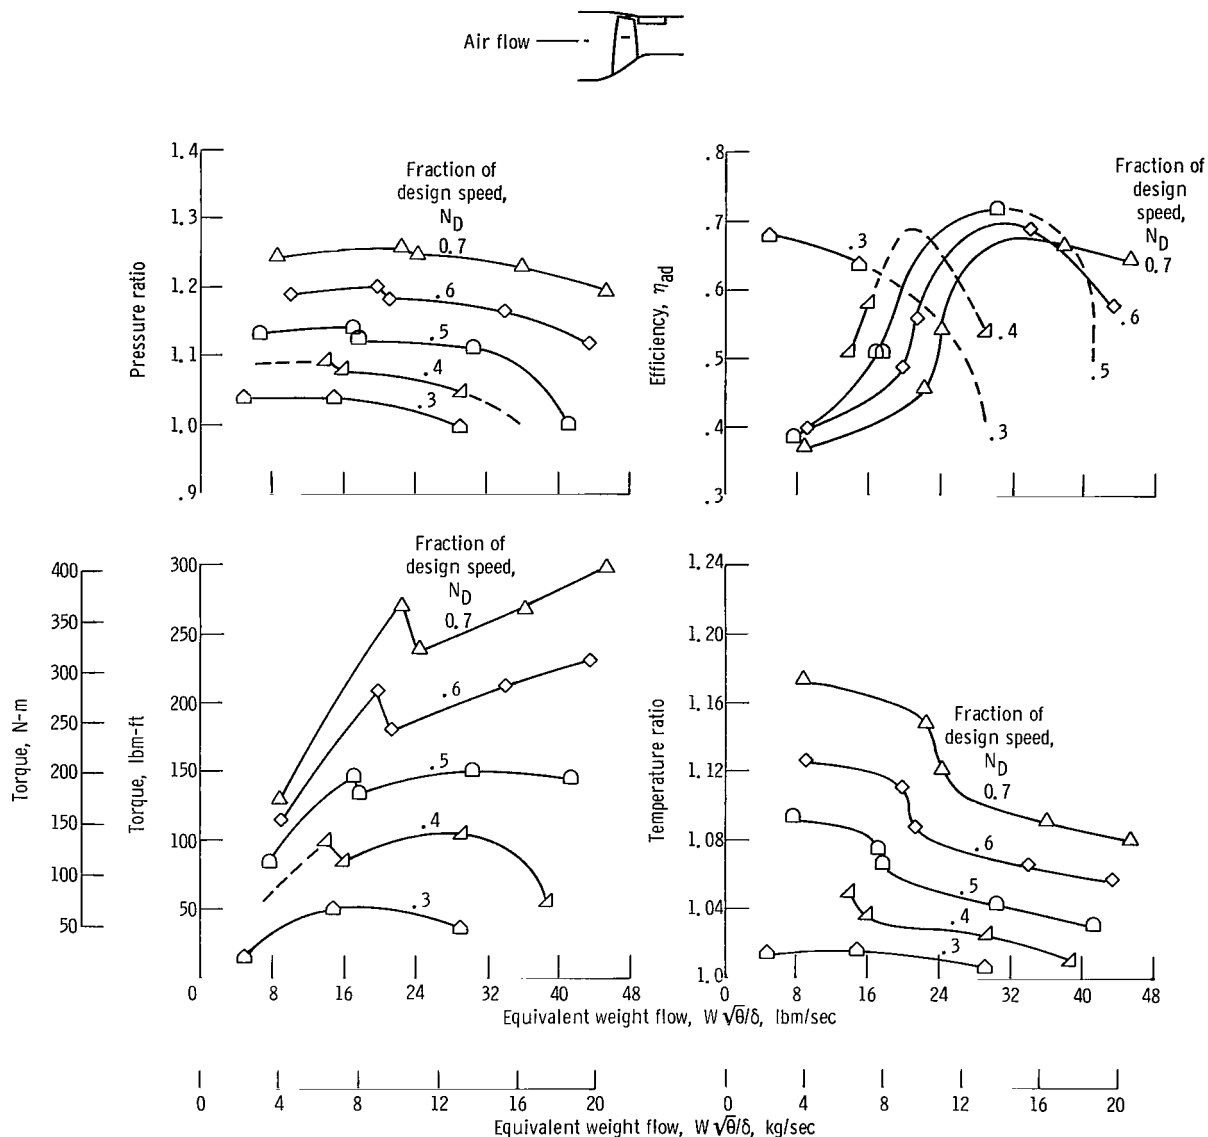 Air flow
1.4
1.3
1.2
1.1
1.0
.9
Pressure ratio
Fraction of
design speed,
N_D
0.7
.6
.5
.4
.3
.8
.7
.6
.5
.4
.3
Efficiency, η_ad
Fraction of
design
speed,
N_D
0.7
.6
.5
.4
.3
.3
400
350
300
250
200
150
100
50
Torque, N-m
300
250
200
150
100
50
Torque, lbm-ft
Fraction of
design speed,
N_D
0.7
.6
.5
.4
.3
0 8 16 24 32 40 48
1.24
1.20
1.16
1.12
1.08
1.04
1.0
Temperature ratio
Fraction of
design speed,
N_D
0.7
.6
.5
.4
.3
0 8 16 24 32 40 48
Equivalent weight flow, W√θ/δ, lbm/sec
0 4 8 12 16 20
0 4 8 12 16 20
Equivalent weight flow, W√θ/δ, kg/sec